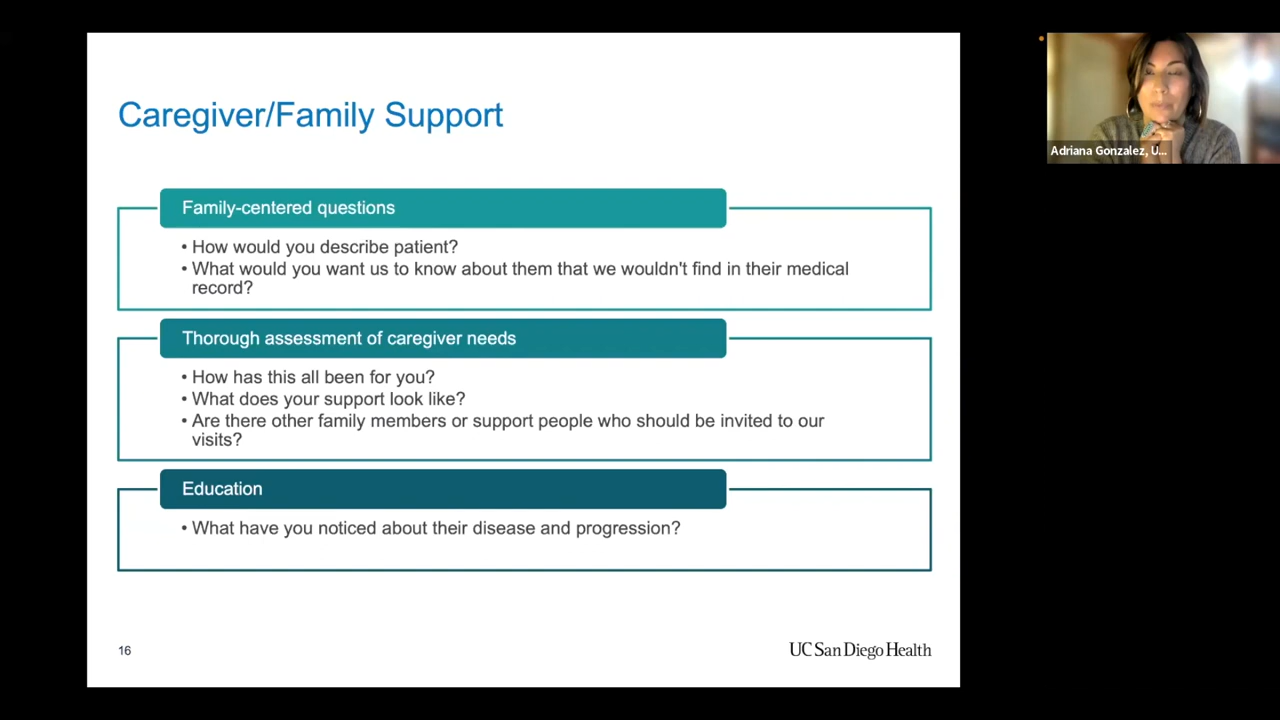 Caregiver/Family Support
Family-centered questions
• How would you describe patient?
• What would you want us to know about them that we wouldn't find in their medical
record?
Thorough assessment of caregiver needs
• How has this all been for you?
• What does your support look like?
• Are there other family members or support people who should be invited to our
visits?
Education
• What have you noticed about their disease and progression?
16
UC San Diego Health
Adriana Gonzalez, U...